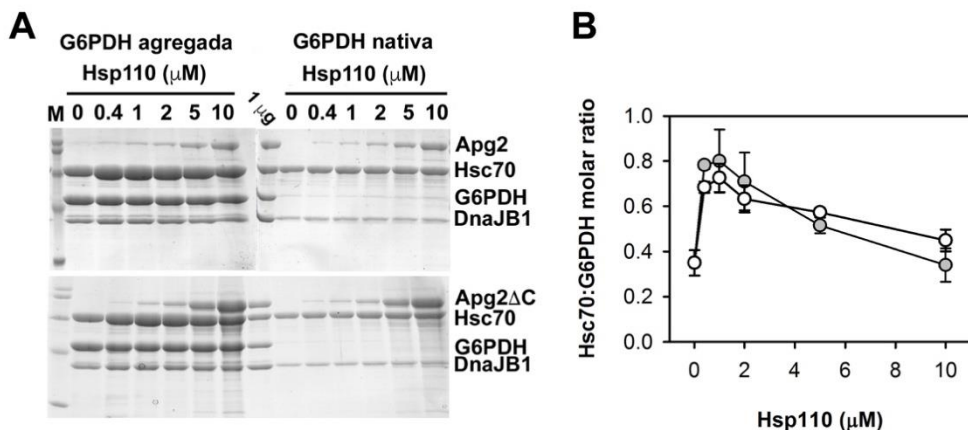 A
G6PDH agregada
G6PDH nativa
Hsp110 (μM)
Hsp110 (μM)
M 0 0.4 1 2 5 10 1 μg 0 0.4 1 2 5 10
Apg2
Hsc70
G6PDH
DnaJB1
Apg2ΔC
Hsc70
G6PDH
DnaJB1
B
Hsc70:G6PDH molar ratio
1.0
0.8
0.6
0.4
0.2
0.0
0 2 4 6 8 10
Hsp110 (μM)